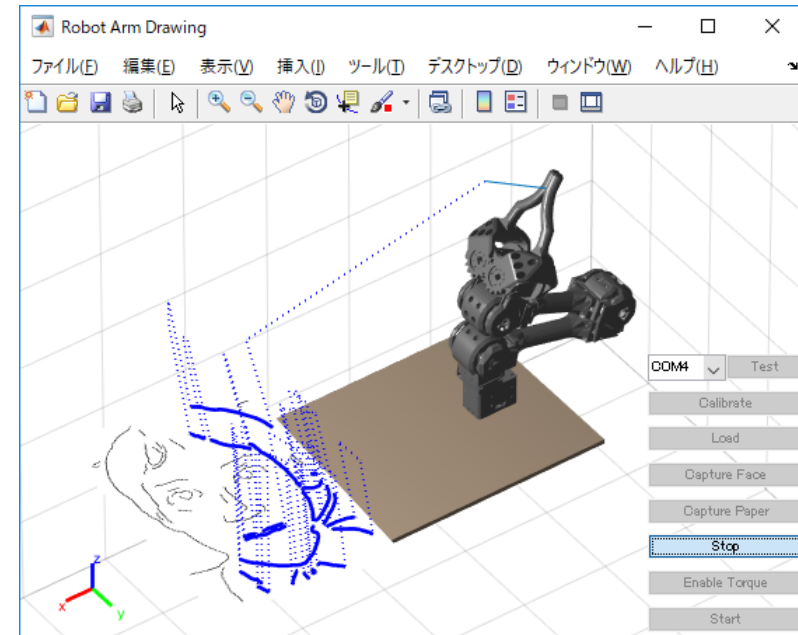 Robot Arm Drawing
ファイル(F) 編集(E) 表示(V) 挿入(I) ツール(T) デスクトップ(D) ウィンドウ(W) ヘルプ(H)
COM4 Test
Calibrate
Load
Capture Face
Capture Paper
Stop
Enable Torque
Start
z
x
y